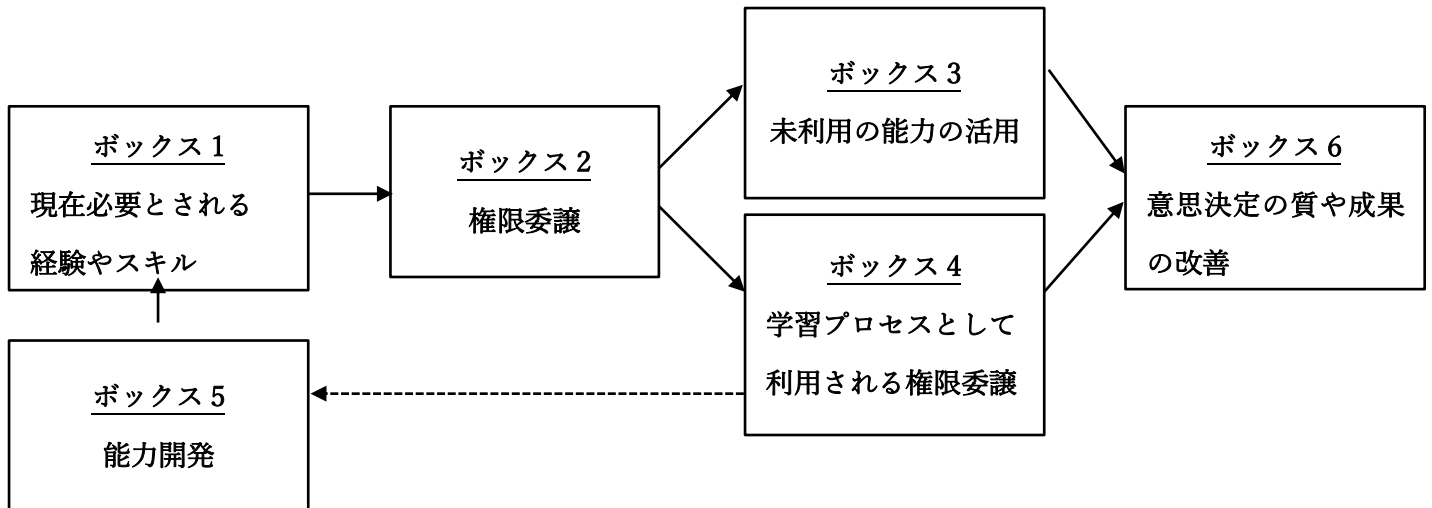 ボックス1
現在必要とされる
経験やスキル
ボックス2
権限委譲
ボックス3
未利用の能力の活用
ボックス4
学習プロセスとして
利用される権限委譲
ボックス5
能力開発
ボックス6
意思決定の質や成果
の改善